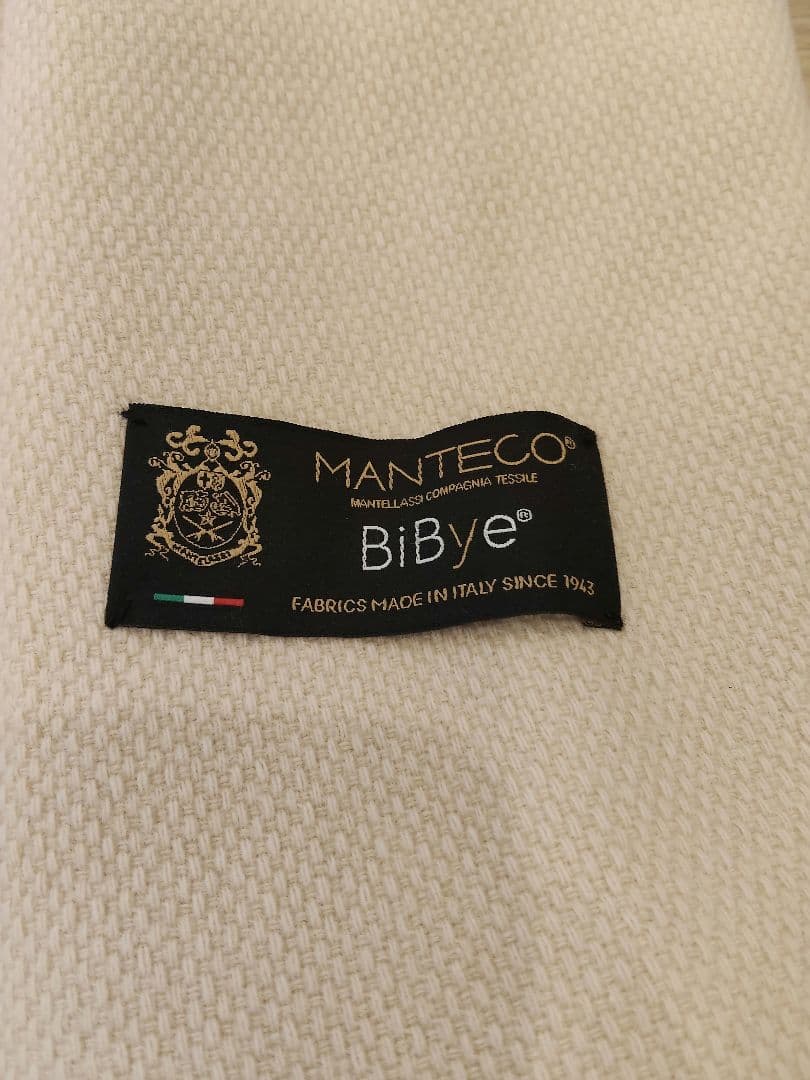 MANTECO®
MANTELLASSI COMPAGNIA TESSILE
BiBye®
FABRICS MADE IN ITALY SINCE 1943